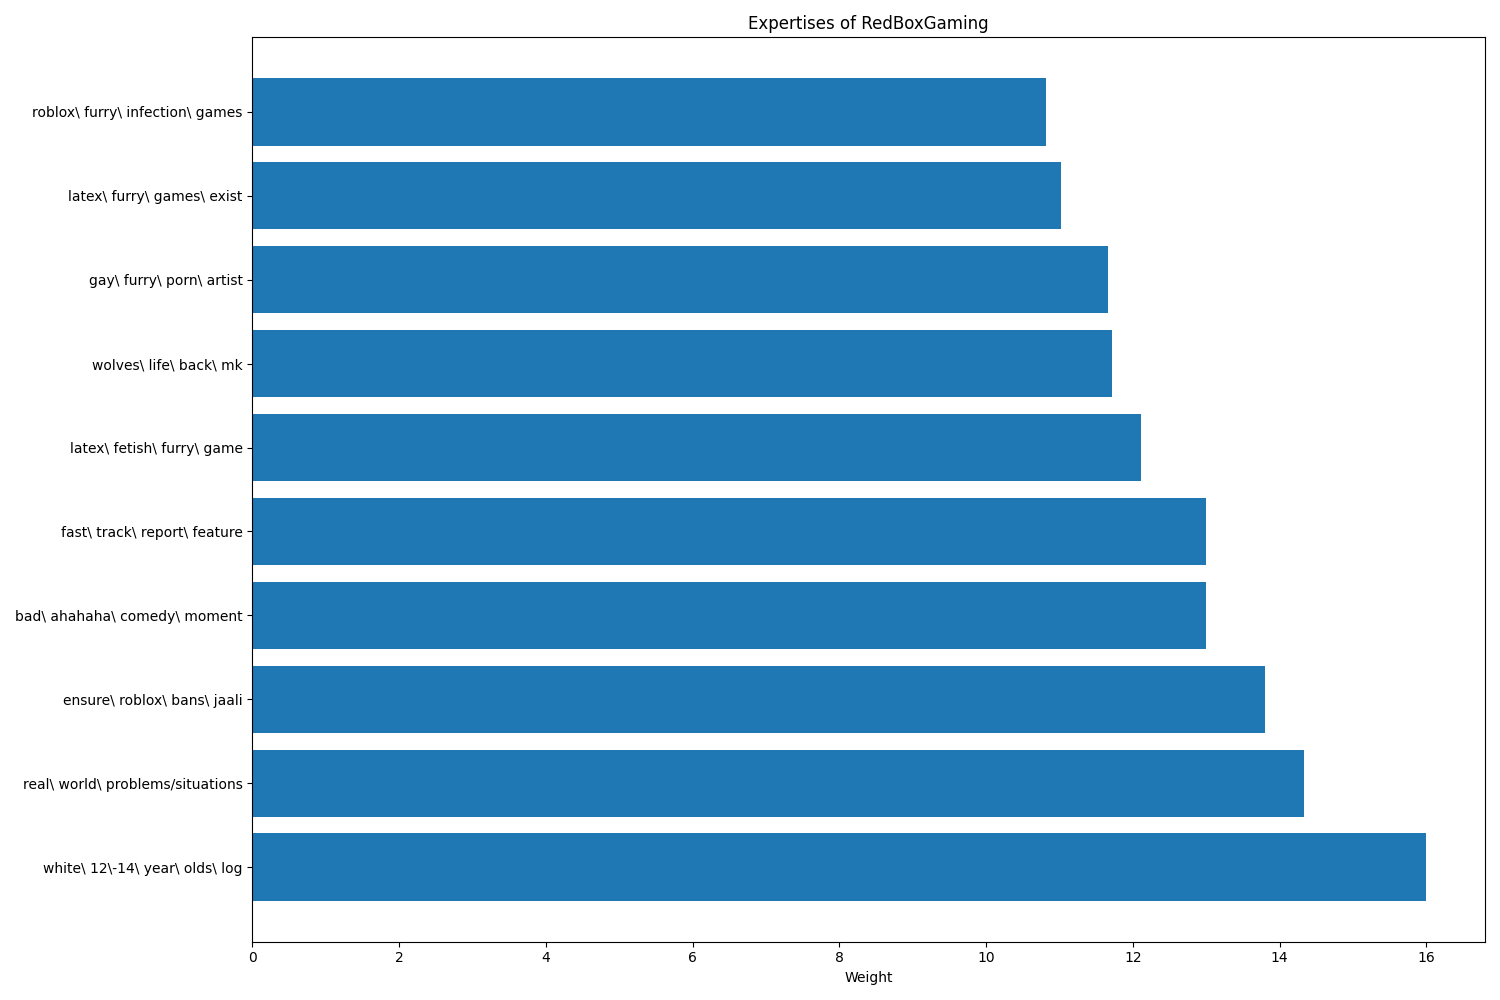 Expertises of RedBoxGaming
roblox\ furry\ infection\ games
latex\ furry\ games\ exist
gay\ furry\ porn\ artist
wolves\ life\ back\ mk
latex\ fetish\ furry\ game
fast\ track\ report\ feature
bad\ ahahaha\ comedy\ moment
ensure\ roblox\ bans\ jaali
real\ world\ problems/situations
white\ 12\-14\ year\ olds\ log
0 2 4 6 8 10 12 14 16
Weight